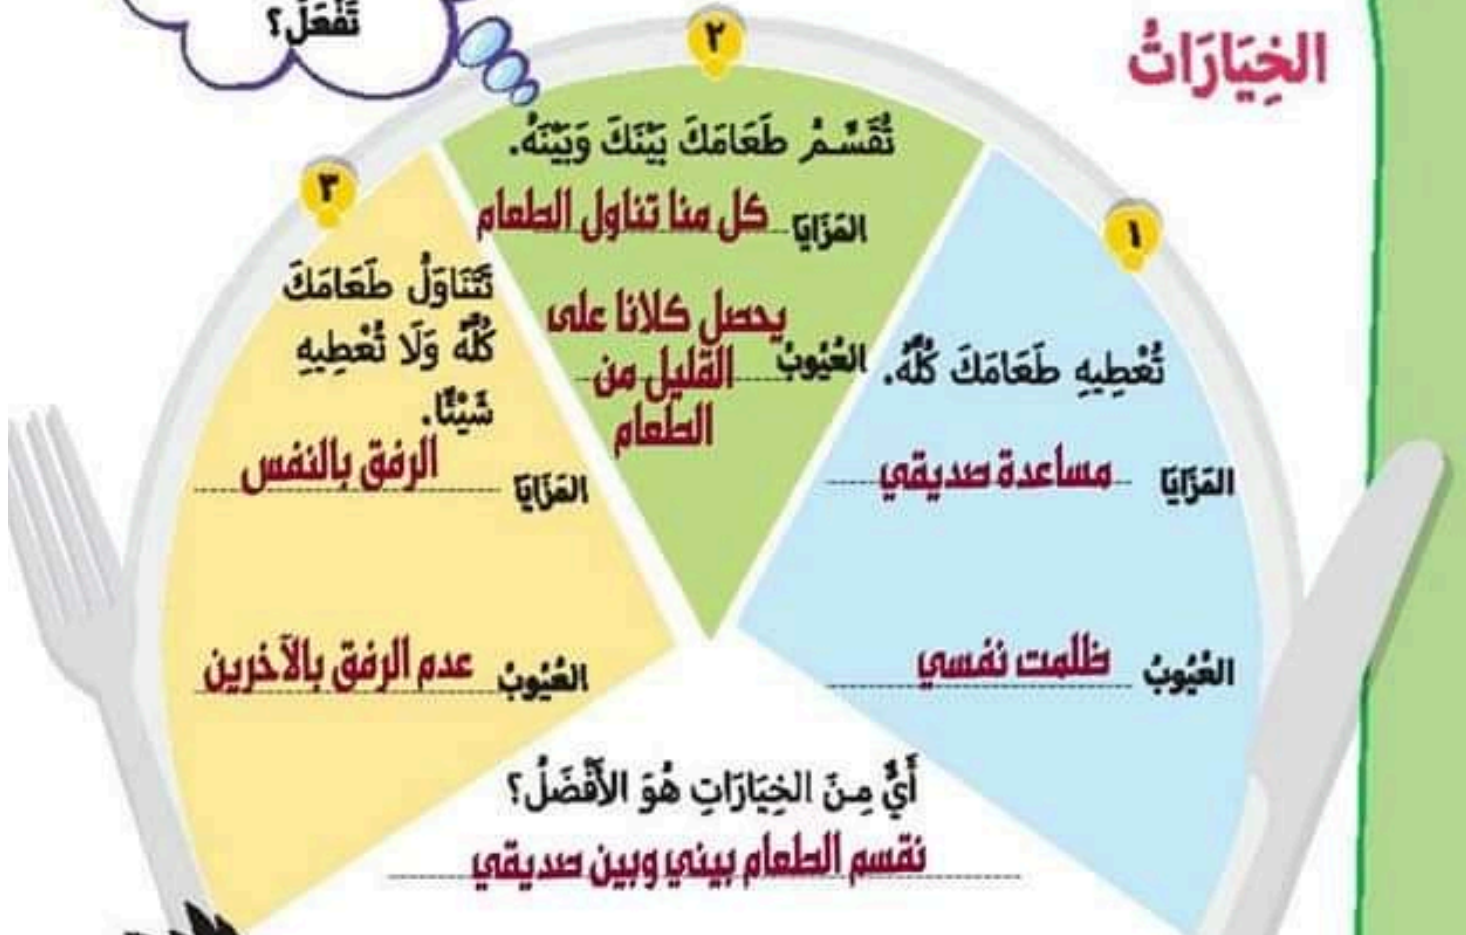 تَفْعَلُ؟
الخِيَارَاتُ
١
تُعْطِيهِ طَعَامَكَ كُلَّهُ.
المَزَايَا مساعدة صديقي
العُيُوبُ ظلمت نفسي
٢
تُقَسِّمُ طَعَامَكَ بَيْنَكَ وَبَيْنَهُ.
المَزَايَا كل منا تناول الطعام
يحصل كلانا على
العُيُوبُ القليل من
الطعام
٣
تَتَنَاوَلُ طَعَامَكَ
كُلَّهُ وَلَا تُعْطِيهِ
شَيْئًا.
المَزَايَا الرفق بالنفس
العُيُوبُ عدم الرفق بالآخرين
أَيٌّ مِنَ الخِيَارَاتِ هُوَ الأَفْضَلُ؟
نقسم الطعام بيني وبين صديقي